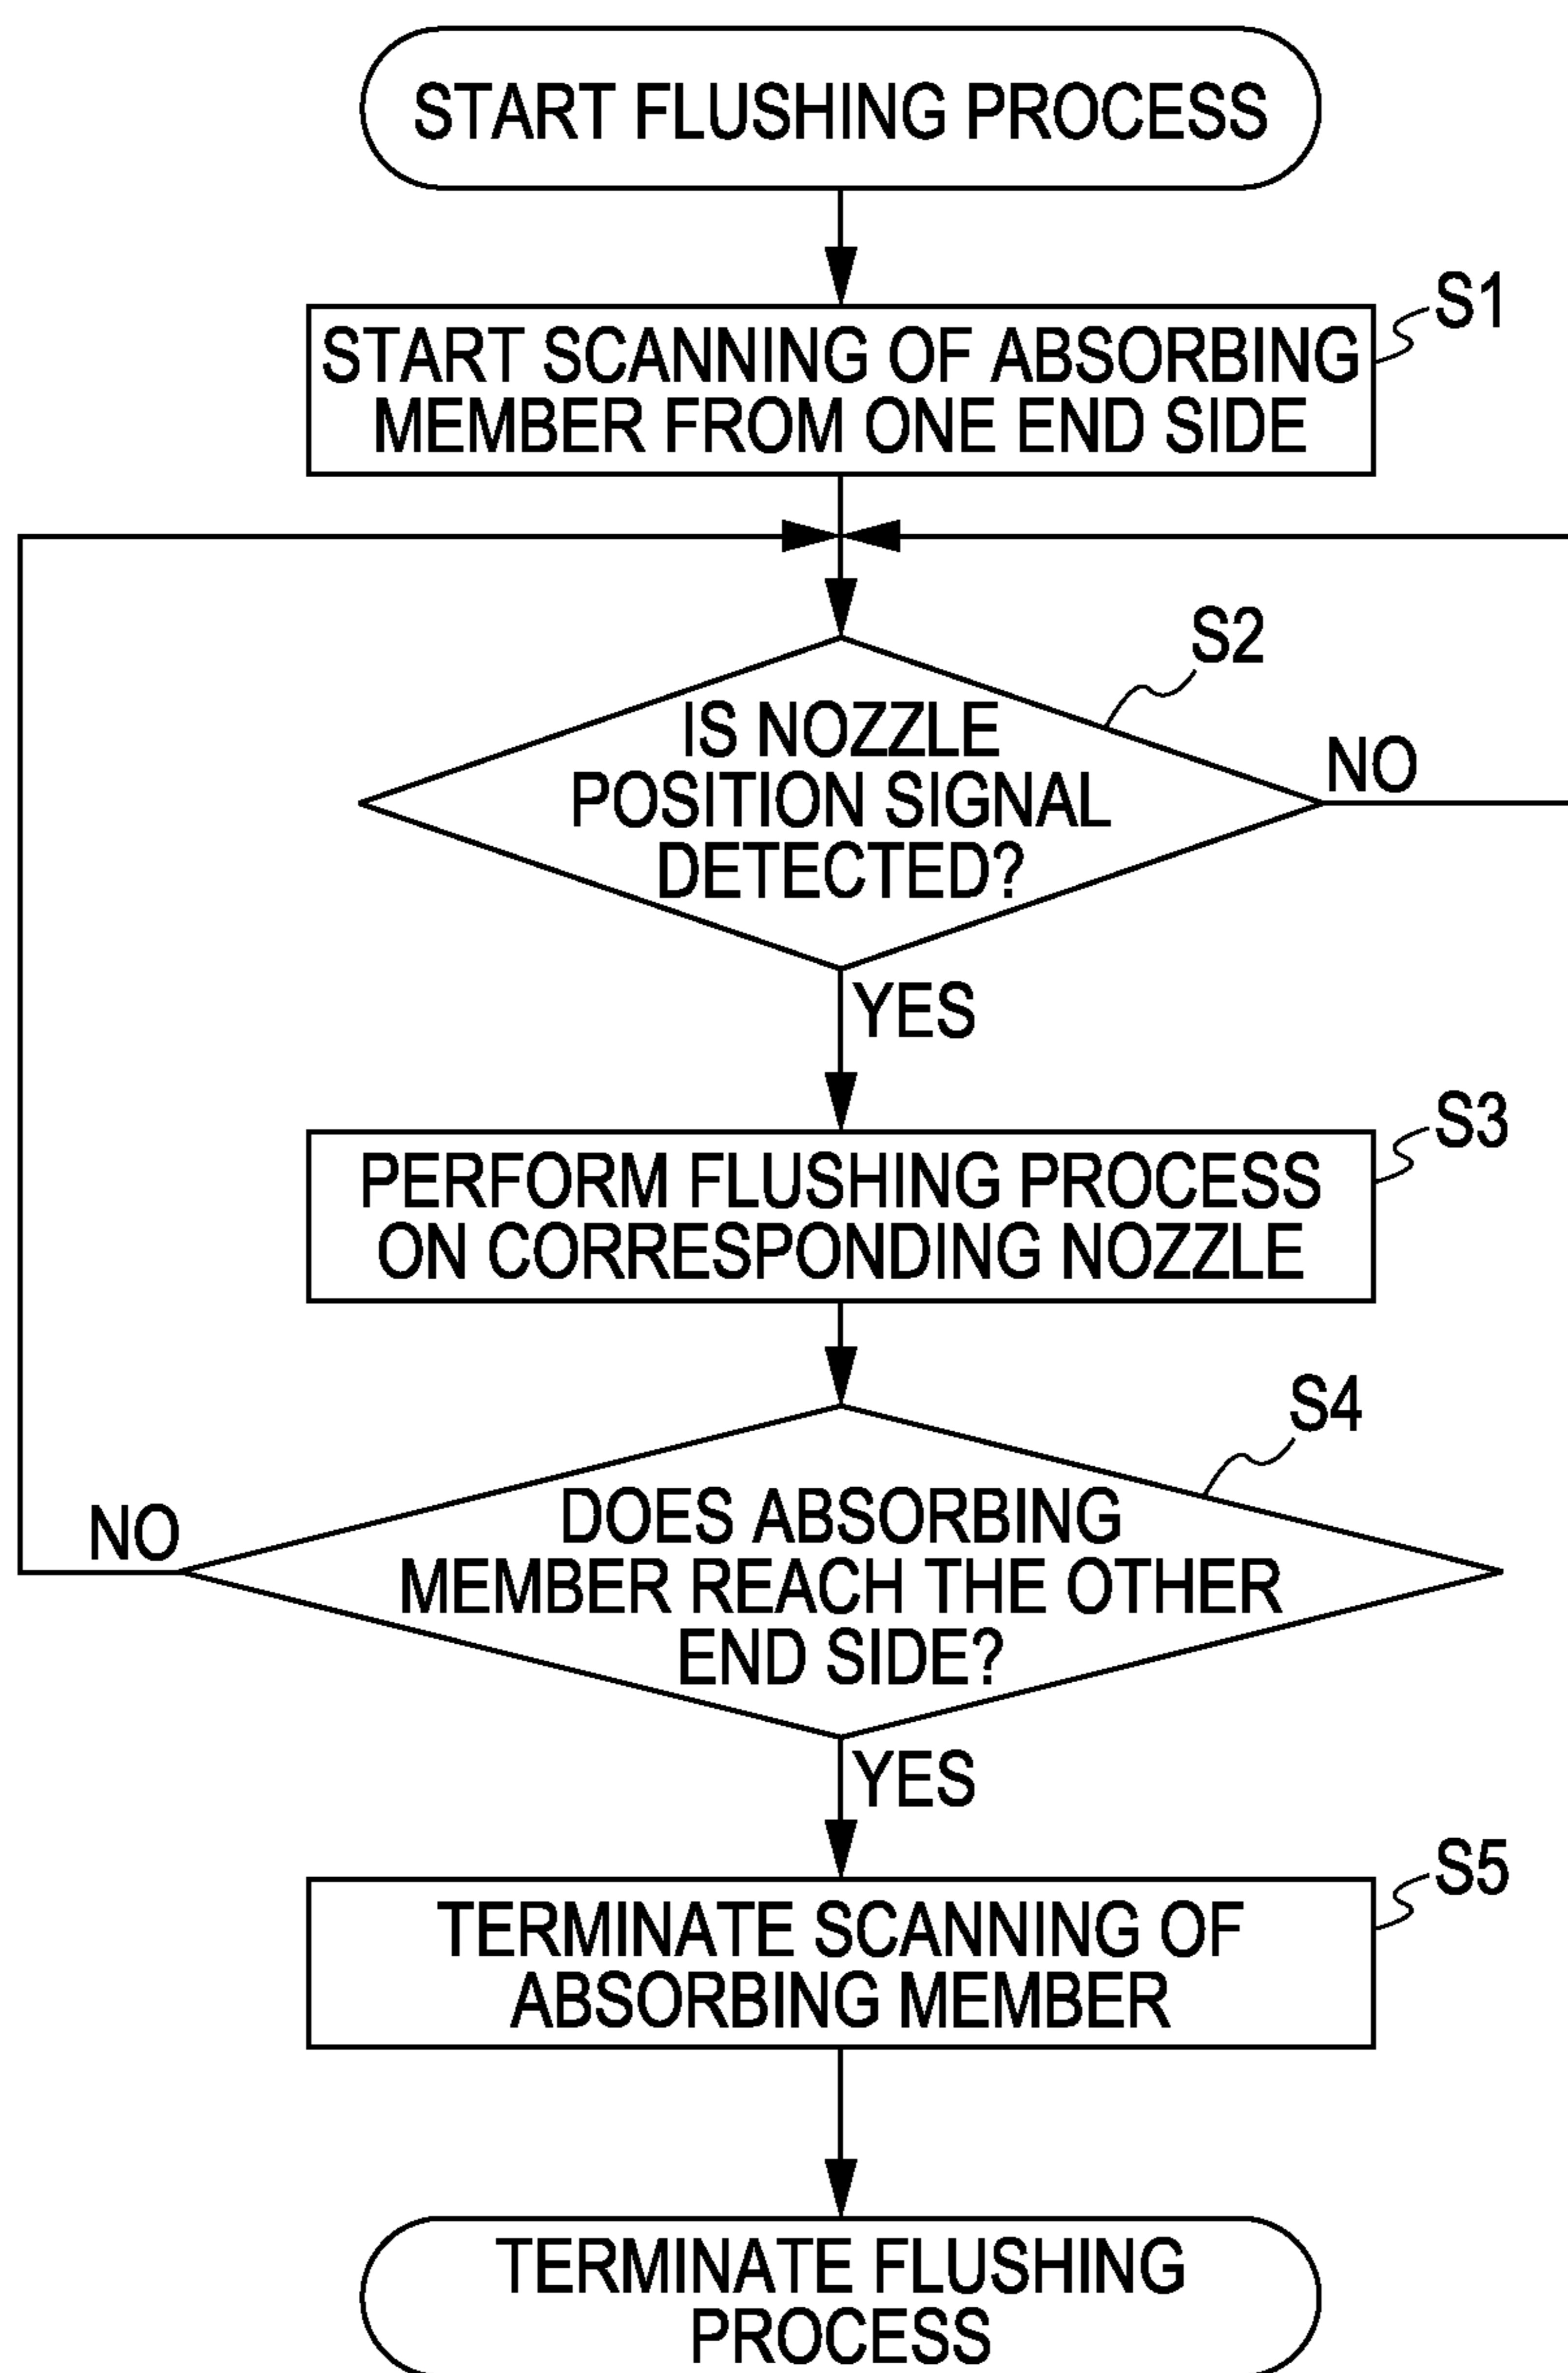 START FLUSHING PROCESS
S1
START SCANNING OF ABSORBING
MEMBER FROM ONE END SIDE
S2
IS NOZZLE
POSITION SIGNAL
DETECTED?
NO
YES
S3
PERFORM FLUSHING PROCESS
ON CORRESPONDING NOZZLE
S4
DOES ABSORBING
MEMBER REACH THE OTHER
END SIDE?
NO
YES
S5
TERMINATE SCANNING OF
ABSORBING MEMBER
TERMINATE FLUSHING
PROCESS